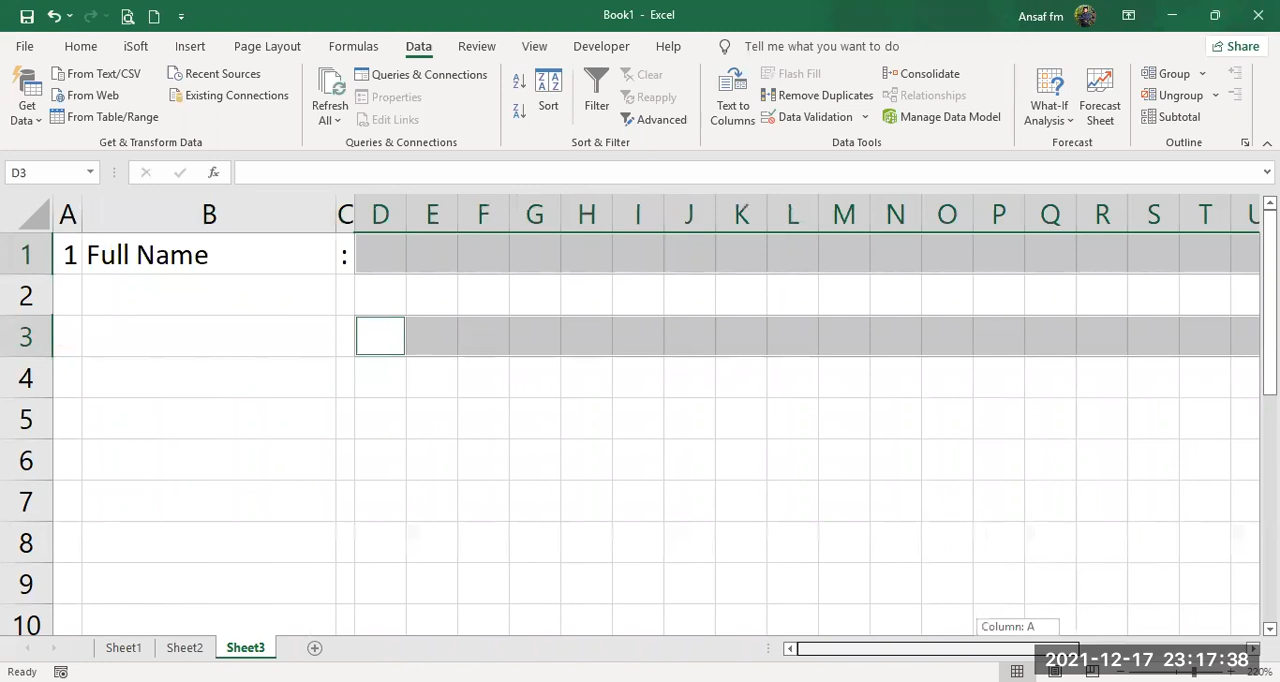 Book1 - Excel
Ansaf fm
File Home iSoft Insert Page Layout Formulas Data Review View Developer Help Tell me what you want to do Share
Get Data
From Text/CSV
From Web
From Table/Range
Recent Sources
Existing Connections
Get & Transform Data
Refresh All
Queries & Connections
Properties
Edit Links
Queries & Connections
Sort
Filter
Clear
Reapply
Advanced
Sort & Filter
Text to Columns
Flash Fill
Remove Duplicates
Data Validation
Consolidate
Relationships
Manage Data Model
Data Tools
What-If Analysis
Forecast Sheet
Forecast
Group
Ungroup
Subtotal
Outline
D3 fx
A B C D E F G H I J K L M N O P Q R S T U
1 1 Full Name :
2
3
4
5
6
7
8
9
10
Column: A
Sheet1 Sheet2 Sheet3
2021-12-17 23:17:38
Ready 220%